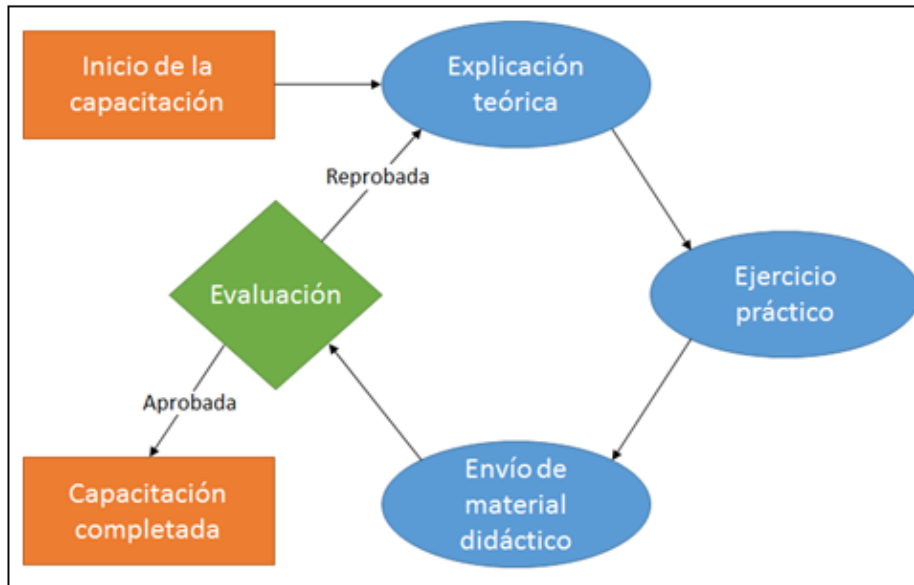 Inicio de la
capacitación
Explicación
teórica
Reprobada
Evaluación
Ejercicio
práctico
Aprobada
Capacitación
completada
Envío de
material
didáctico